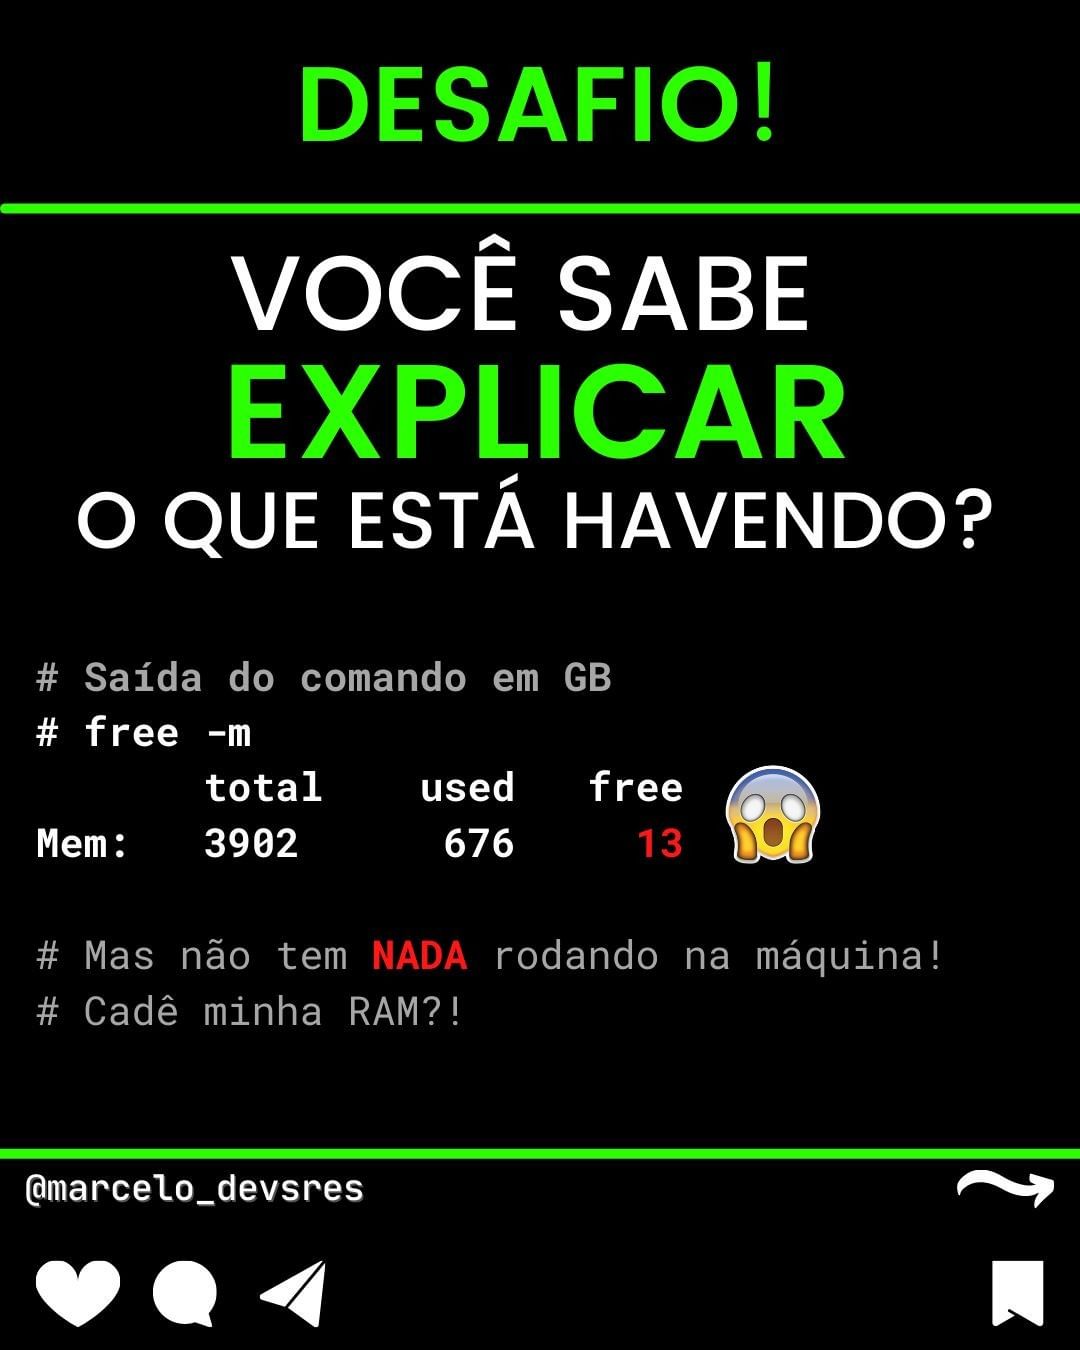 DESAFIO!
VOCÊ SABE
EXPLICAR
O QUE ESTÁ HAVENDO?
# Saída do comando em GB
# free -m
total used free
Mem: 3902 676 13
# Mas não tem NADA rodando na máquina!
# Cadê minha RAM?!
@marcelo_devsres